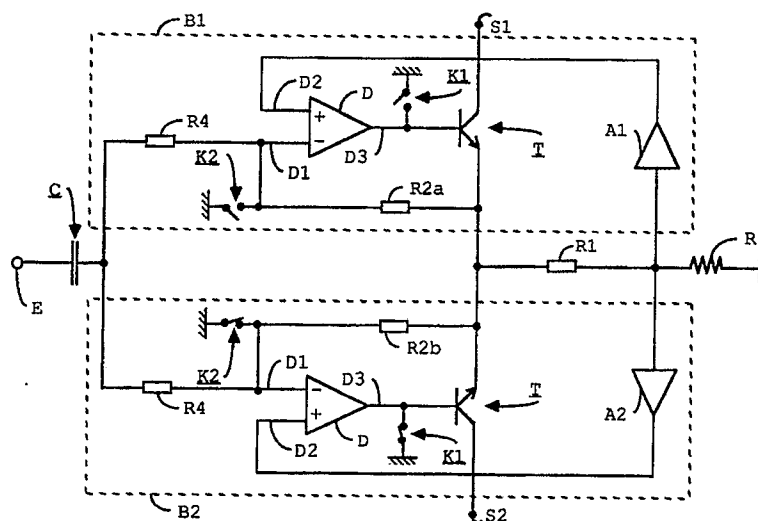 B1
S1
K1
D2
D
R4
+
−
T
A1
K2
D1
D3
C
R2a
R1
R
E
K2
R2b
D1
D3
R4
−
+
T
A2
D2
D
K1
B2
S2